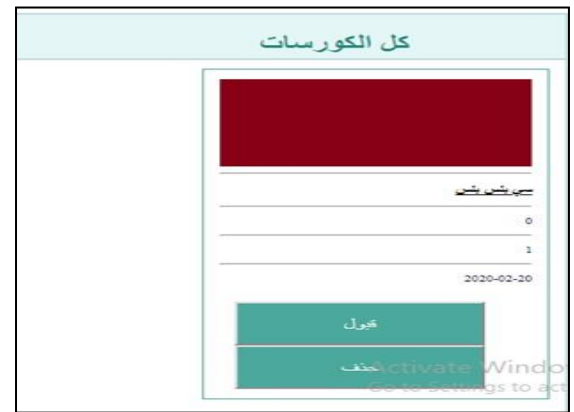 كل الكورسات
سي بلس بلس
0
1
2020-02-20
قبول
حذف
Activate Windo
Go to Settings to act